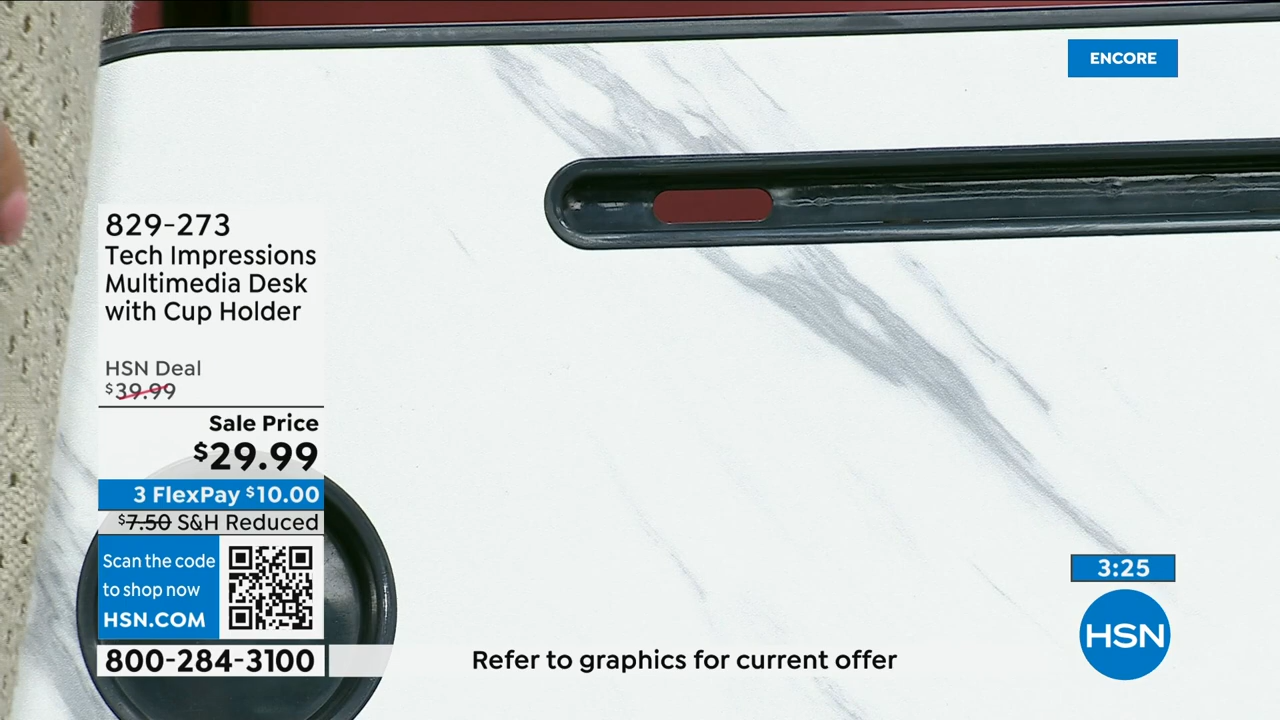 ENCORE
829-273
Tech Impressions
Multimedia Desk
with Cup Holder
HSN Deal
$39.99
Sale Price
$29.99
3 FlexPay $10.00
$7.50 S&H Reduced
Scan the code
to shop now
HSN.COM
800-284-3100
Refer to graphics for current offer
3:25
HSN